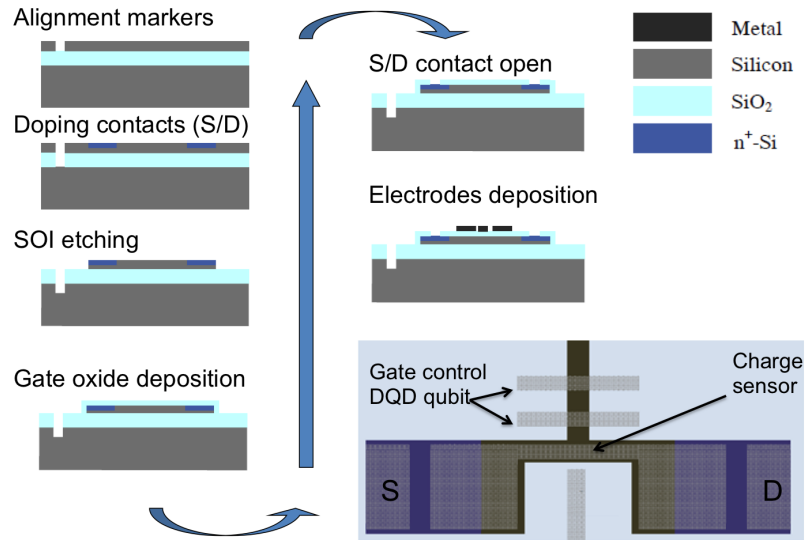 Alignment markers
Doping contacts (S/D)
SOI etching
Gate oxide deposition
S/D contact open
Electrodes deposition
Metal
Silicon
SiO₂
n⁺-Si
Gate control
DQD qubit
Charge
sensor
S
D